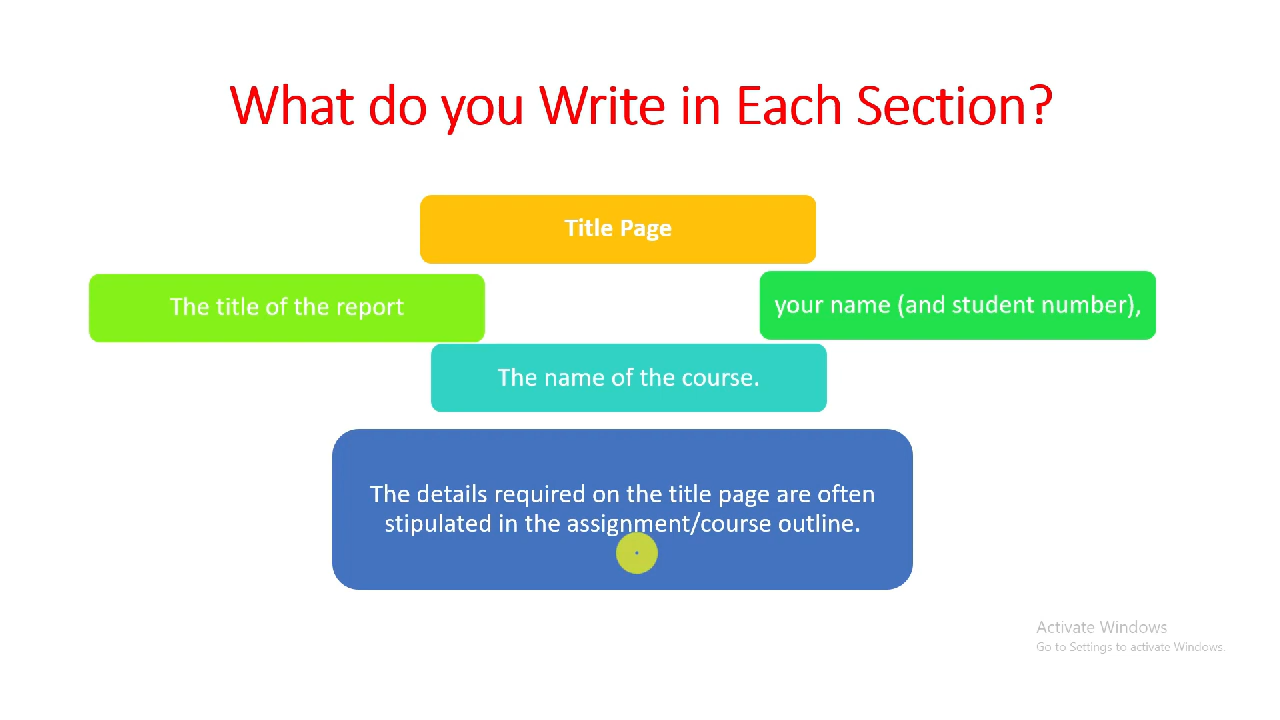 What do you Write in Each Section?
Title Page
The title of the report
your name (and student number),
The name of the course.
The details required on the title page are often
stipulated in the assignment/course outline.
Activate Windows
Go to Settings to activate Windows.